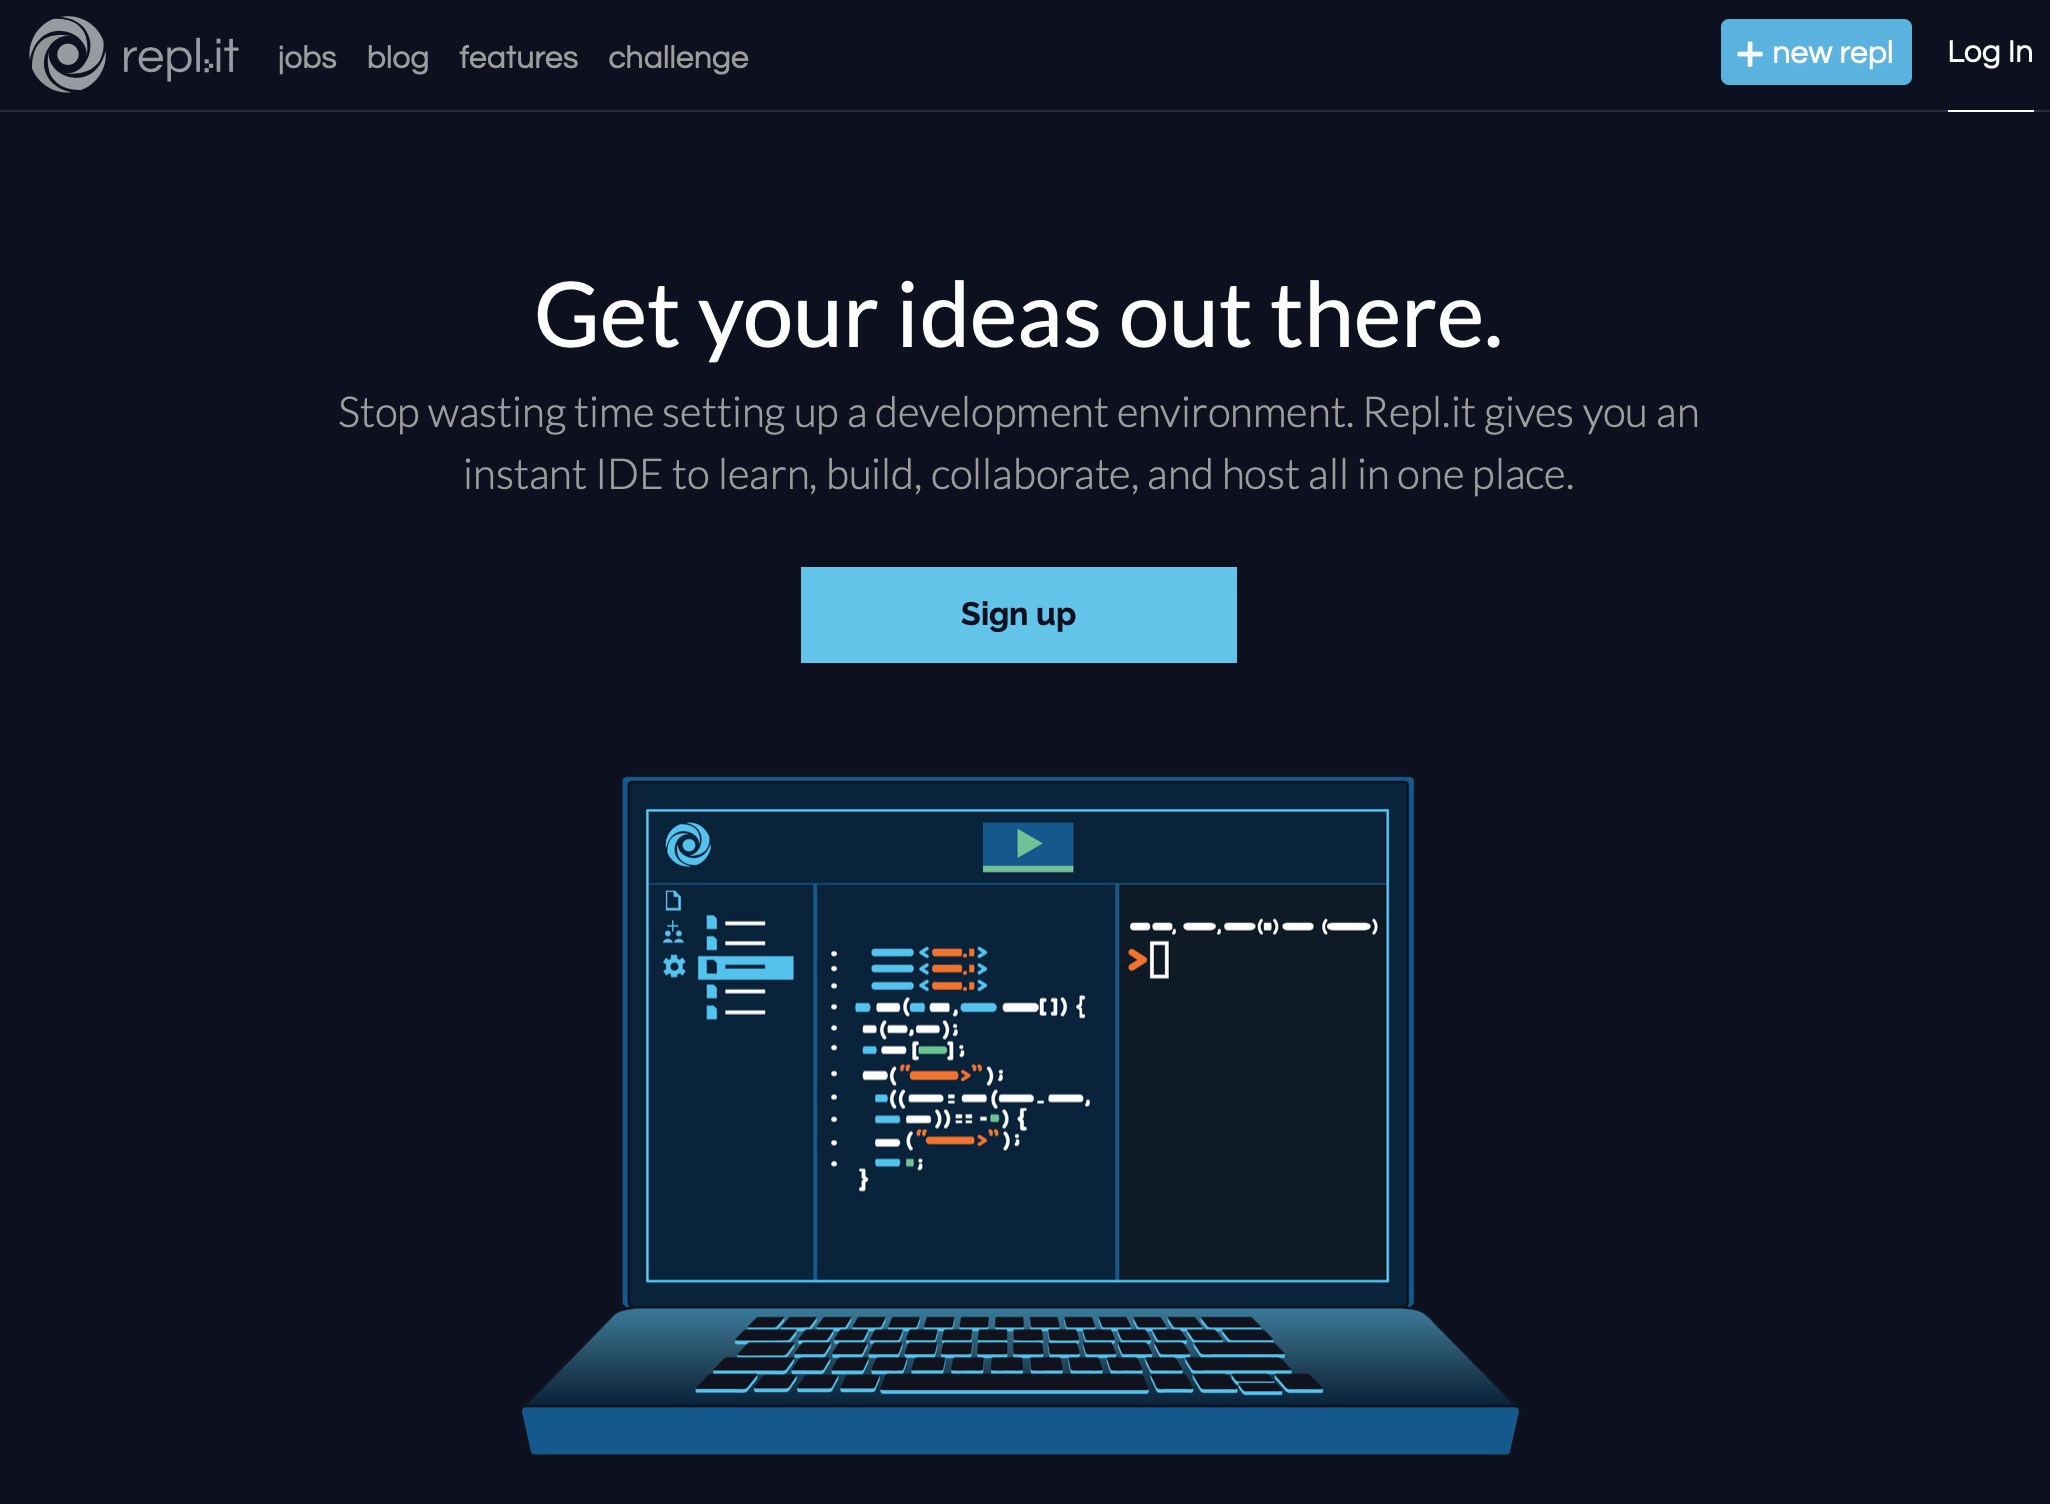 repl.it jobs blog features challenge + new repl Log In
Get your ideas out there.
Stop wasting time setting up a development environment. Repl.it gives you an
instant IDE to learn, build, collaborate, and host all in one place.
Sign up